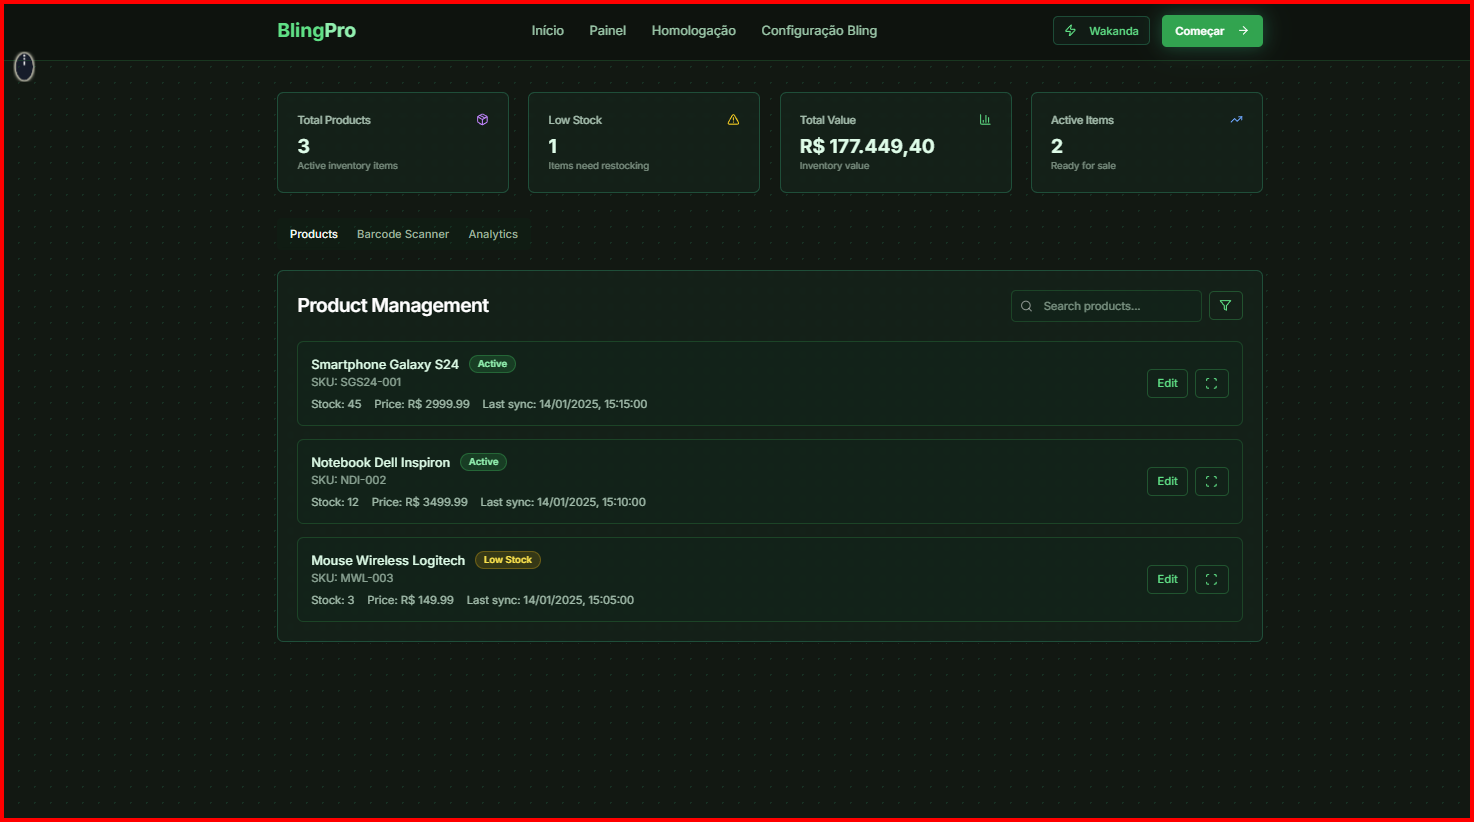 BlingPro
Início Painel Homologação Configuração Bling
Wakanda
Começar
Total Products
3
Active inventory items
Low Stock
1
Items need restocking
Total Value
R$ 177.449,40
Inventory value
Active Items
2
Ready for sale
Products Barcode Scanner Analytics
Product Management
Search products...
Smartphone Galaxy S24 Active
SKU: SGS24-001
Stock: 45 Price: R$ 2999.99 Last sync: 14/01/2025, 15:15:00
Edit
Notebook Dell Inspiron Active
SKU: NDI-002
Stock: 12 Price: R$ 3499.99 Last sync: 14/01/2025, 15:10:00
Edit
Mouse Wireless Logitech Low Stock
SKU: MWL-003
Stock: 3 Price: R$ 149.99 Last sync: 14/01/2025, 15:05:00
Edit